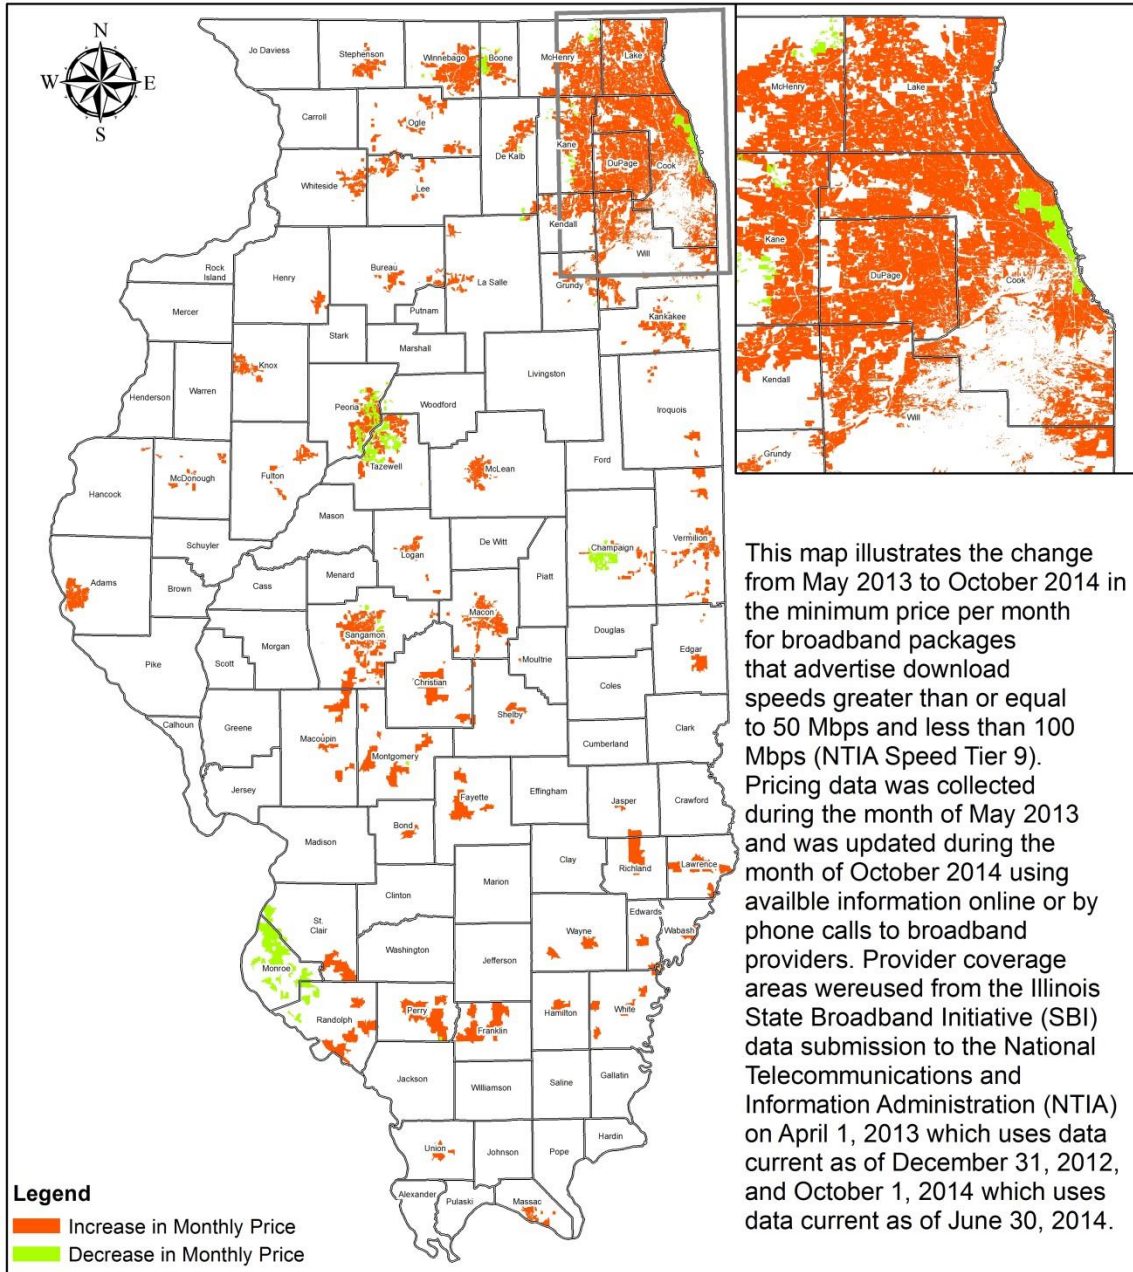 N
W
E
S
Jo Daviess
Stephenson
Winnebago
Boone
McHenry
Lake
Carroll
Ogle
De Kalb
Kane
DuPage
Cook
Whiteside
Lee
Kendall
Will
Rock
Island
Henry
Bureau
La Salle
Grundy
Mercer
Putnam
Kankakee
Stark
Marshall
Knox
Livingston
Henderson
Warren
Peoria
Woodford
Iroquois
Hancock
McDonough
Fulton
Tazewell
McLean
Ford
Mason
Schuyler
Logan
De Witt
Champaign
Vermilion
Adams
Brown
Cass
Menard
Piatt
Macon
Sangamon
Douglas
Edgar
Morgan
Scott
Pike
Christian
Moultrie
Coles
Shelby
Calhoun
Greene
Macoupin
Montgomery
Cumberland
Clark
Jersey
Fayette
Effingham
Jasper
Crawford
Bond
Madison
Clay
Richland
Lawrence
Marion
Clinton
St.
Clair
Edwards
Wayne
Wabash
Washington
Jefferson
Monroe
Randolph
Perry
Franklin
Hamilton
White
Jackson
Williamson
Saline
Gallatin
Union
Johnson
Pope
Hardin
Alexander
Pulaski
Massac
McHenry
Lake
Kane
DuPage
Cook
Kendall
Will
Grundy
This map illustrates the change
from May 2013 to October 2014 in
the minimum price per month
for broadband packages
that advertise download
speeds greater than or equal
to 50 Mbps and less than 100
Mbps (NTIA Speed Tier 9).
Pricing data was collected
during the month of May 2013
and was updated during the
month of October 2014 using
availble information online or by
phone calls to broadband
providers. Provider coverage
areas wereused from the Illinois
State Broadband Initiative (SBI)
data submission to the National
Telecommunications and
Information Administration (NTIA)
on April 1, 2013 which uses data
current as of December 31, 2012,
and October 1, 2014 which uses
data current as of June 30, 2014.
Legend
Increase in Monthly Price
Decrease in Monthly Price